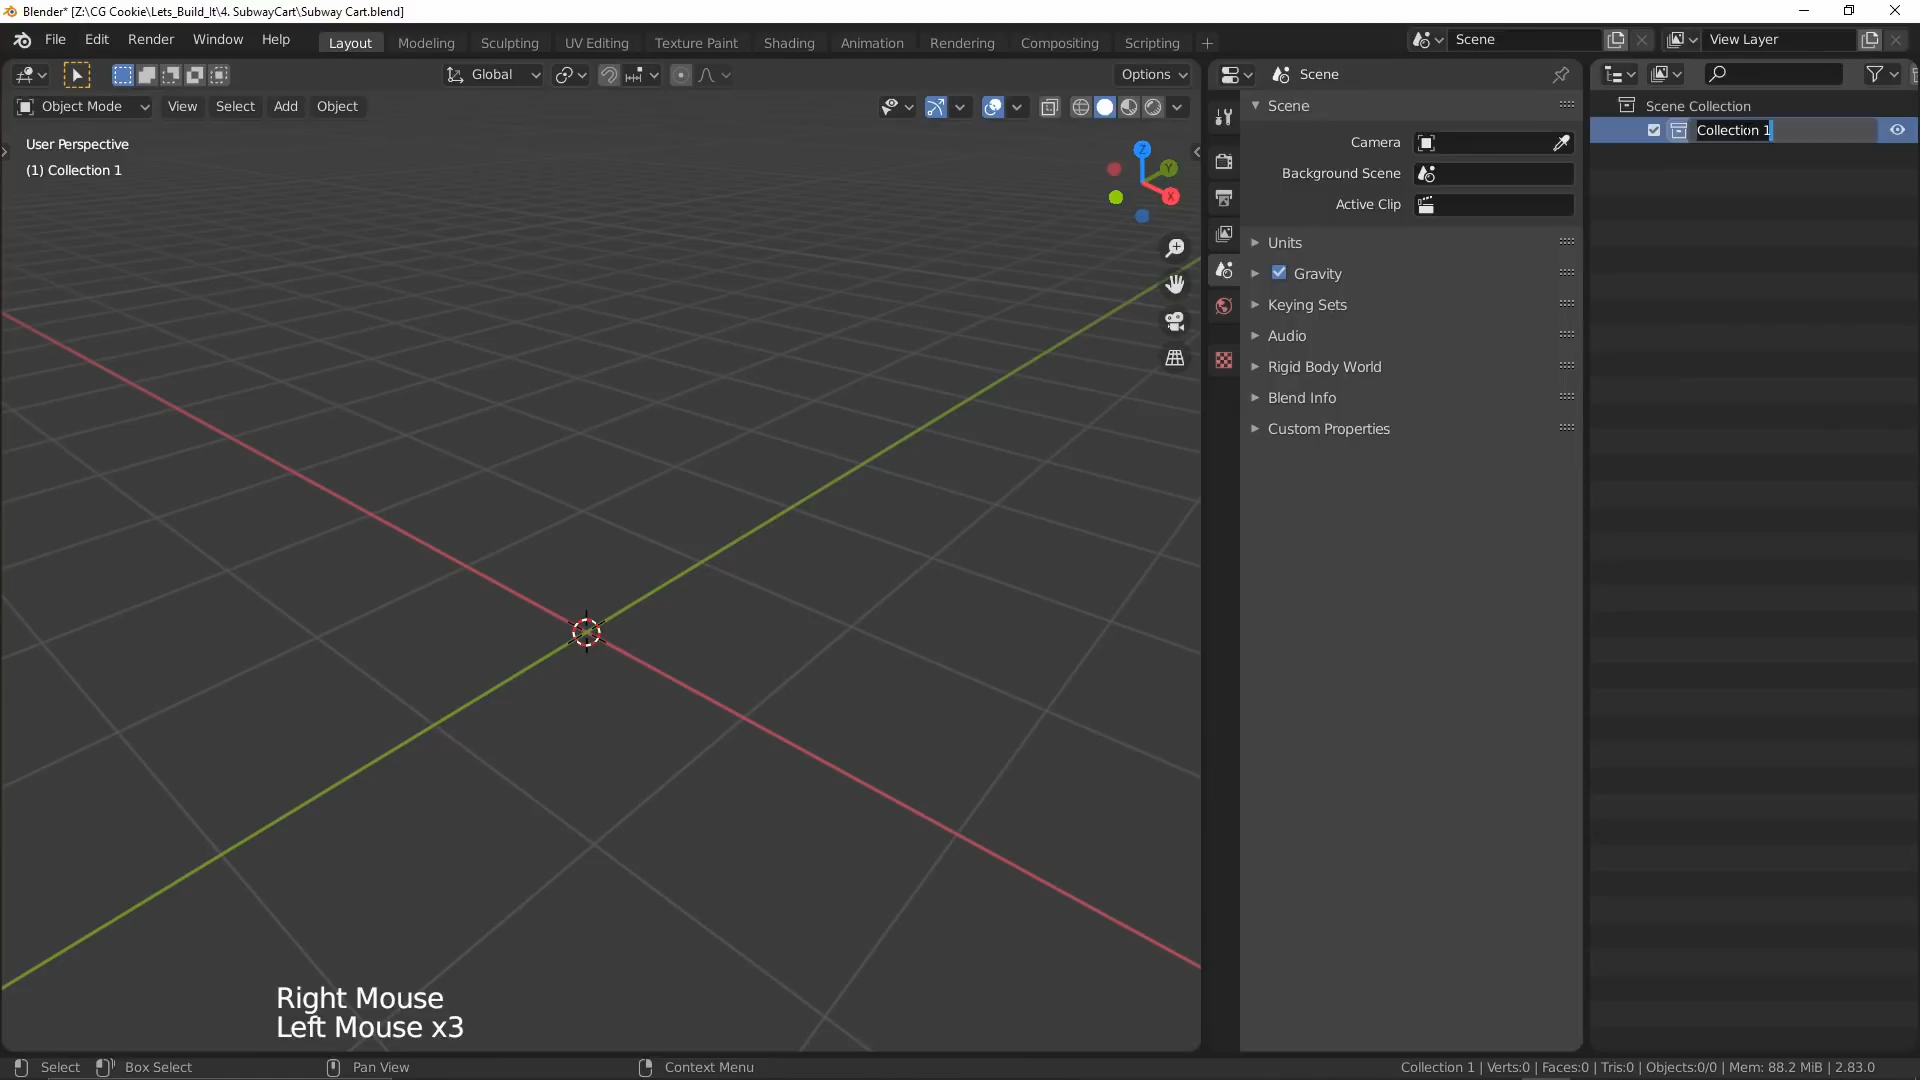 Blender* [Z:\CG Cookie\Lets_Build_It\4. SubwayCart\Subway Cart.blend]
File Edit Render Window Help Layout Modeling Sculpting UV Editing Texture Paint Shading Animation Rendering Compositing Scripting Scene View Layer
Global Options Scene
Object Mode View Select Add Object Scene Scene Collection
Collection 1
User Perspective
(1) Collection 1
Z
Y
X
Camera
Background Scene
Active Clip
Units
Gravity
Keying Sets
Audio
Rigid Body World
Blend Info
Custom Properties
Right Mouse
Left Mouse x3
Select Box Select Pan View Context Menu Collection 1 | Verts:0 | Faces:0 | Tris:0 | Objects:0/0 | Mem: 88.2 MiB | 2.83.0